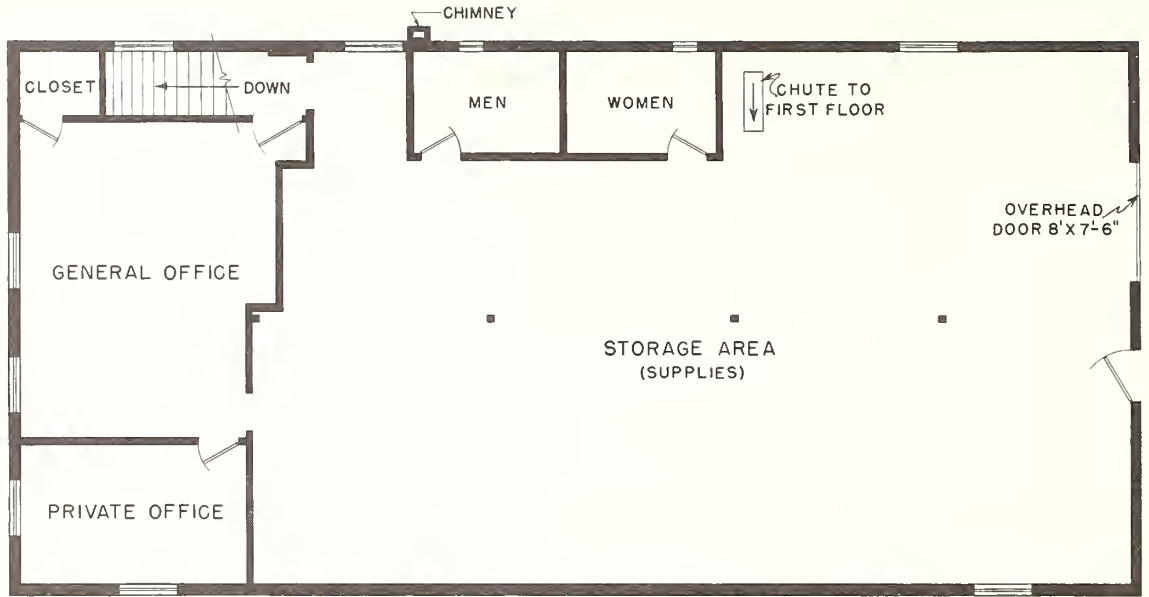 CHIMNEY
CLOSET
DOWN
MEN
WOMEN
CHUTE TO
FIRST FLOOR
OVERHEAD
DOOR 8'X7'-6"
GENERAL OFFICE
STORAGE AREA
(SUPPLIES)
PRIVATE OFFICE